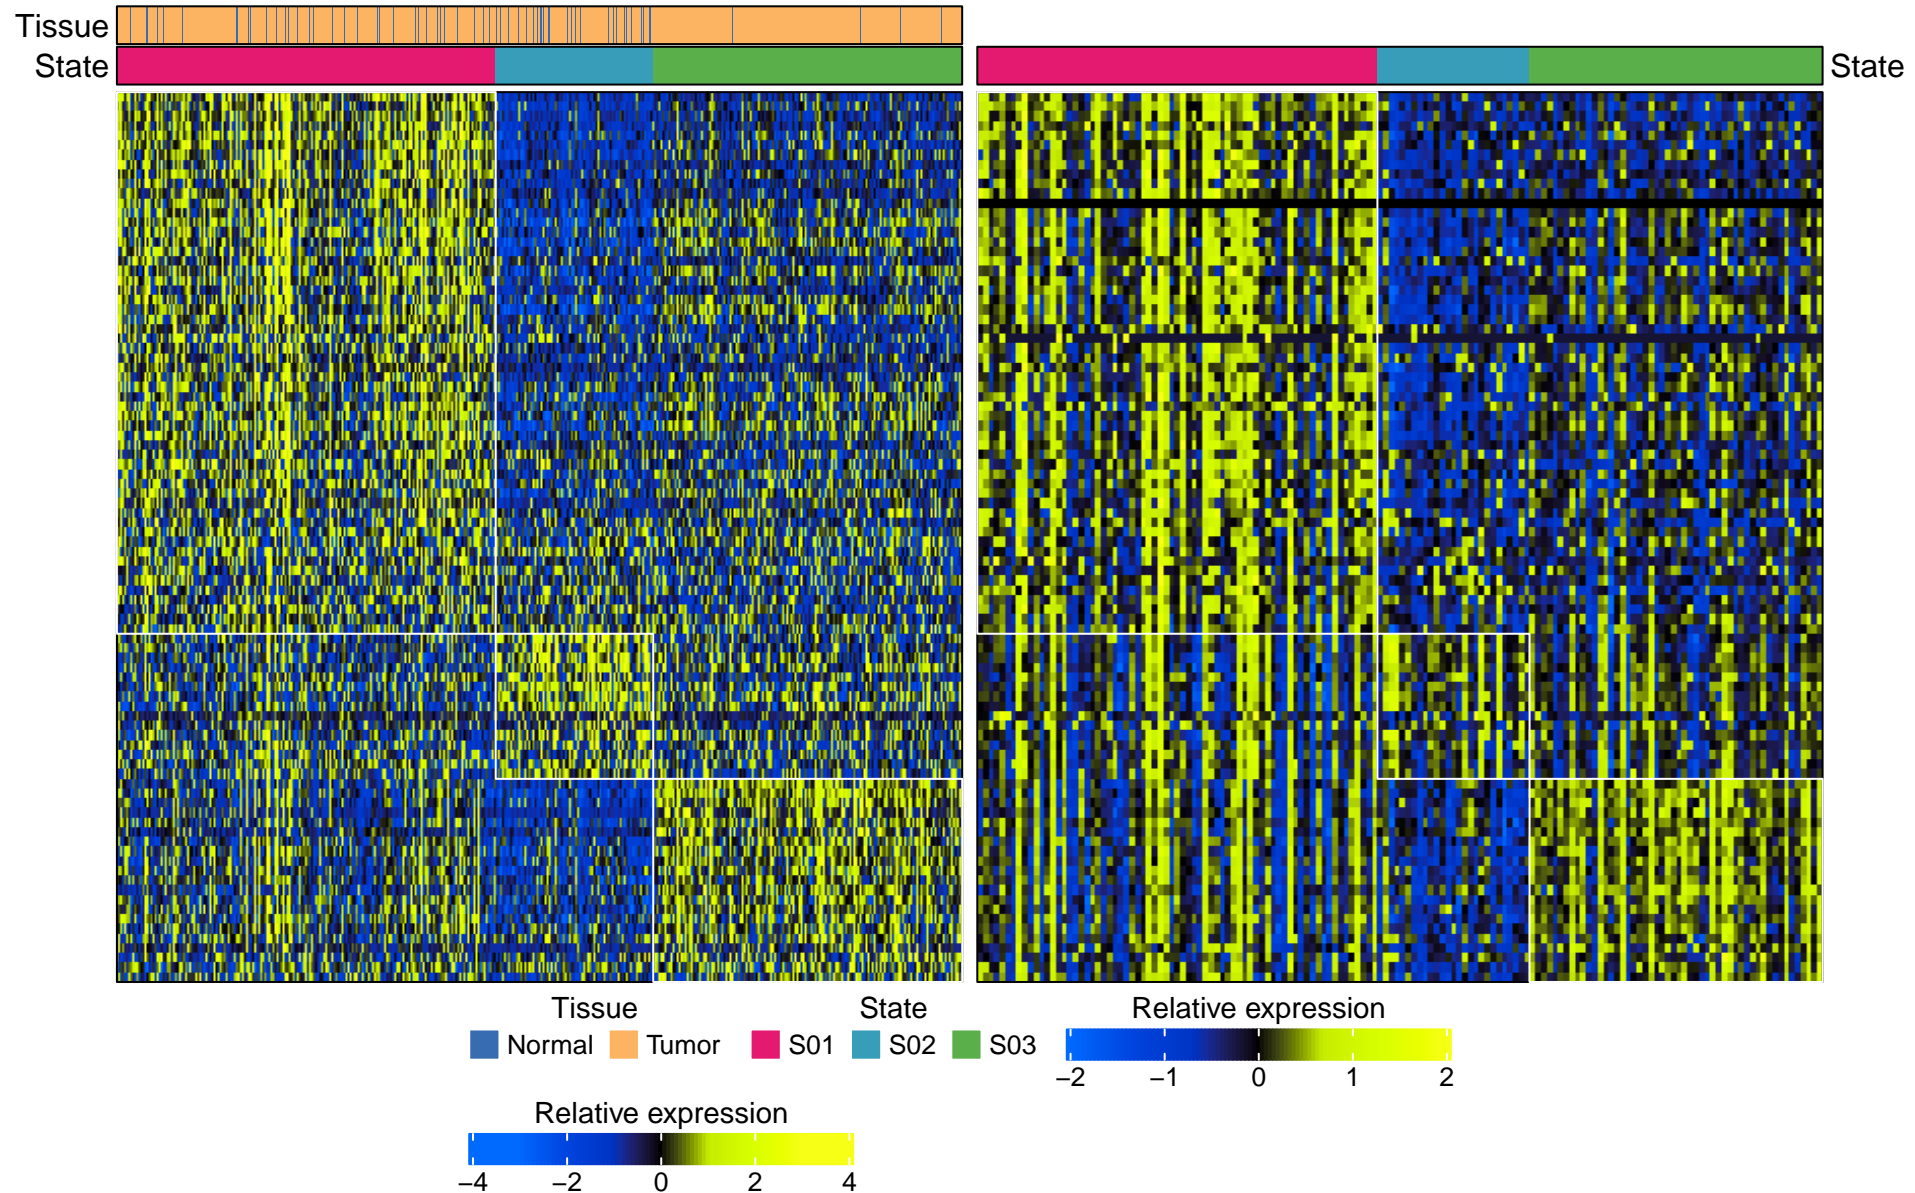 Tissue
State
State
Tissue
Normal
Tumor
State
S01
S02
S03
Relative expression
−2
−1
0
1
2
Relative expression
−4
−2
0
2
4